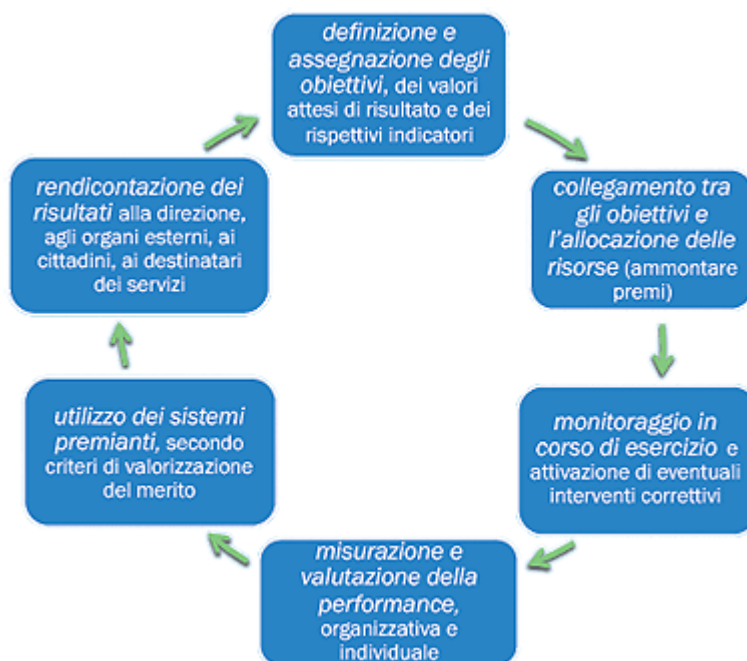 definizione e
assegnazione degli
obiettivi, dei valori
attesi di risultato e dei
rispettivi indicatori
collegamento tra
gli obiettivi e
l'allocazione delle
risorse (ammontare
premi)
monitoraggio in
corso di esercizio e
attivazione di eventuali
interventi correttivi
misurazione e
valutazione della
performance,
organizzativa e
individuale
utilizzo dei sistemi
premianti, secondo
criteri di valorizzazione
del merito
rendicontazione dei
risultati alla direzione,
agli organi esterni, ai
cittadini, ai destinatari
dei servizi